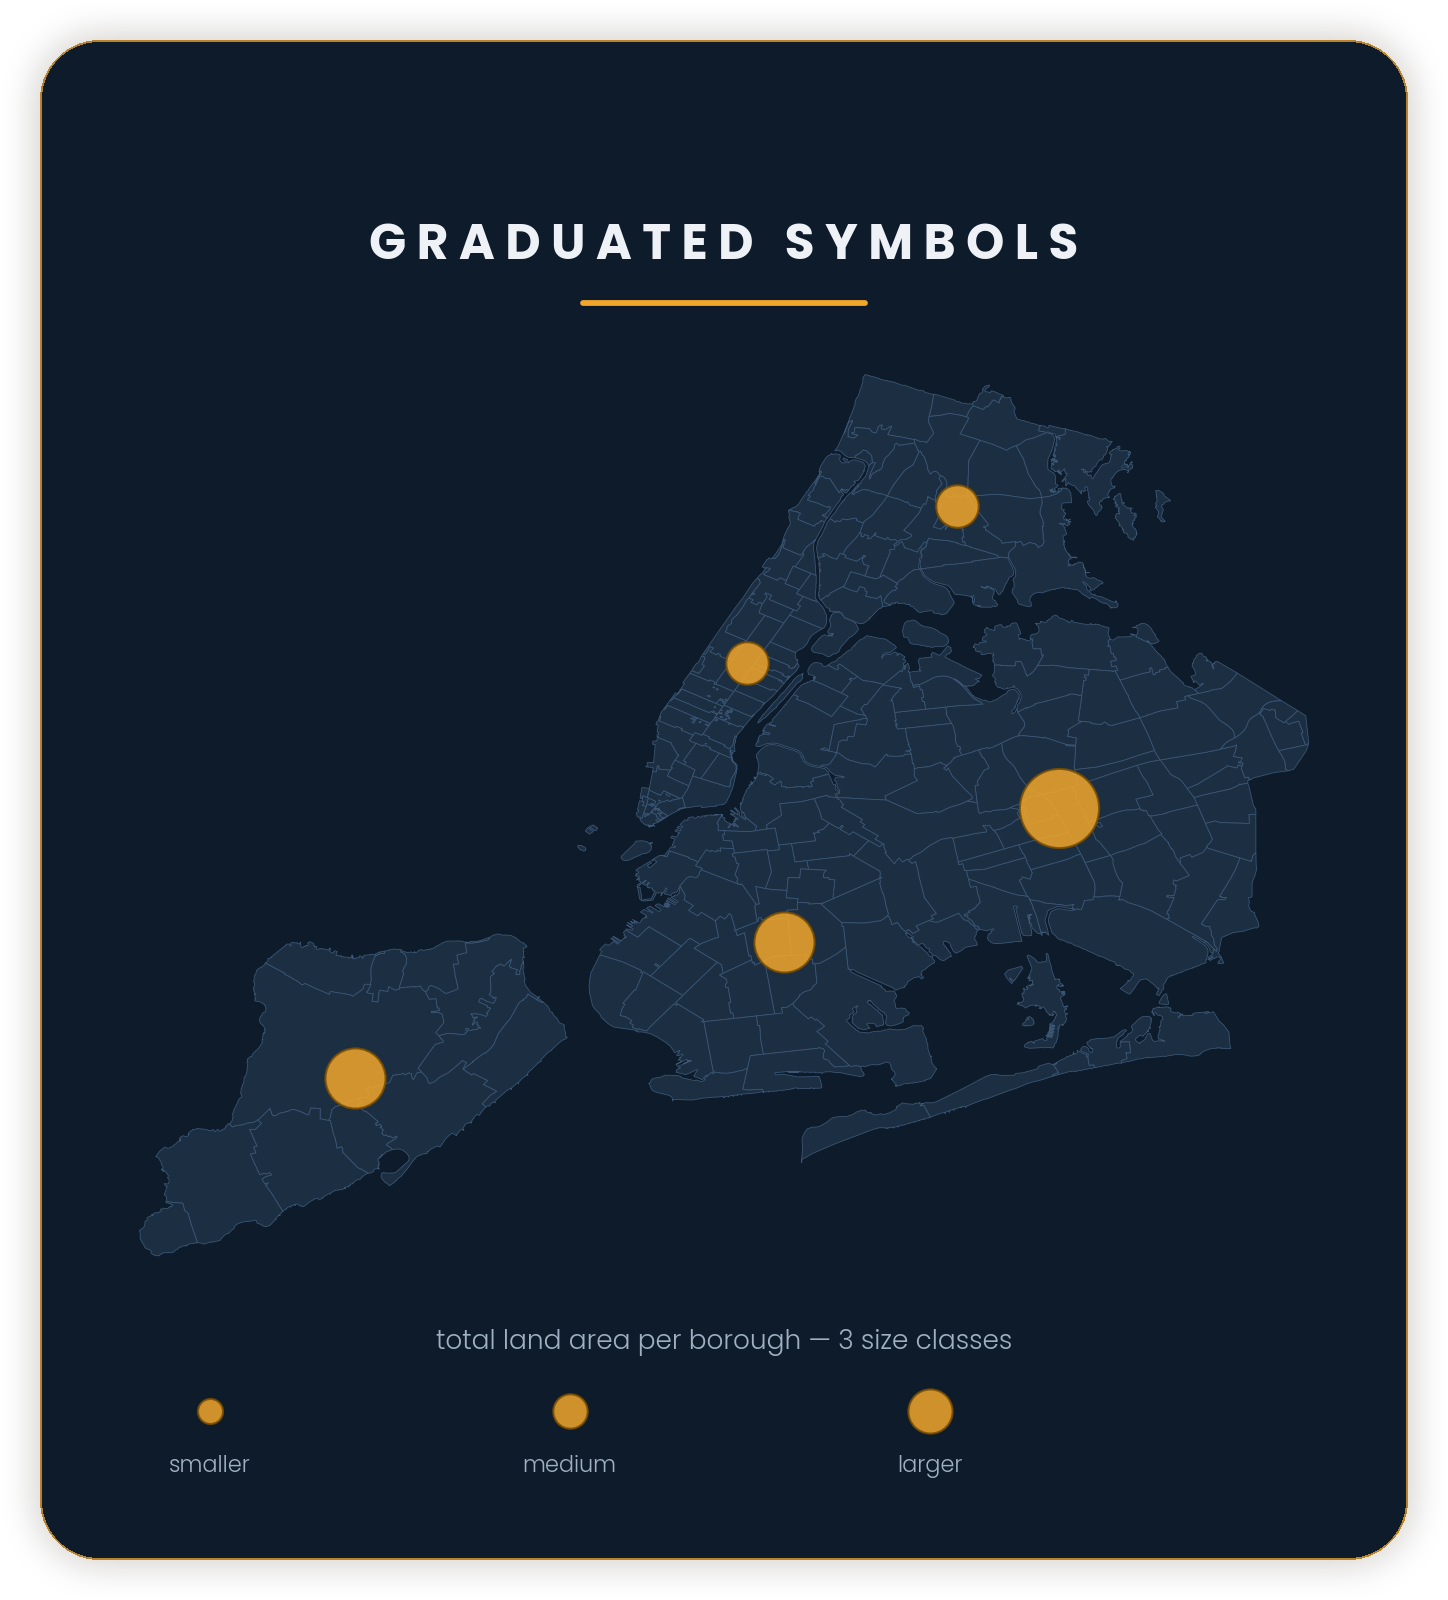 GRADUATED SYMBOLS
total land area per borough — 3 size classes
smaller
medium
larger